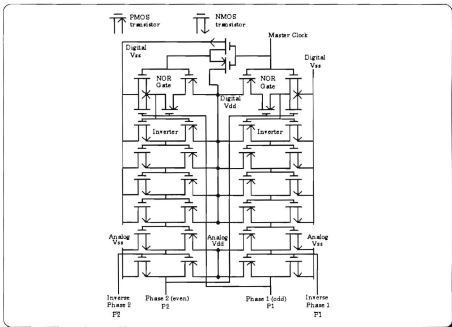 PMOS
transistor
NMOS
transistor
Master Clock
Digital
Vss
Digital
Vss
NOR
Gate
NOR
Gate
Digital
Vdd
Inverter
Inverter
Analog
Vss
Analog
Vdd
Analog
Vss
Inverse
Phase 2
P2
Phase 2 (even)
P2
Phase 1 (odd)
P1
Inverse
Phase 1
P1